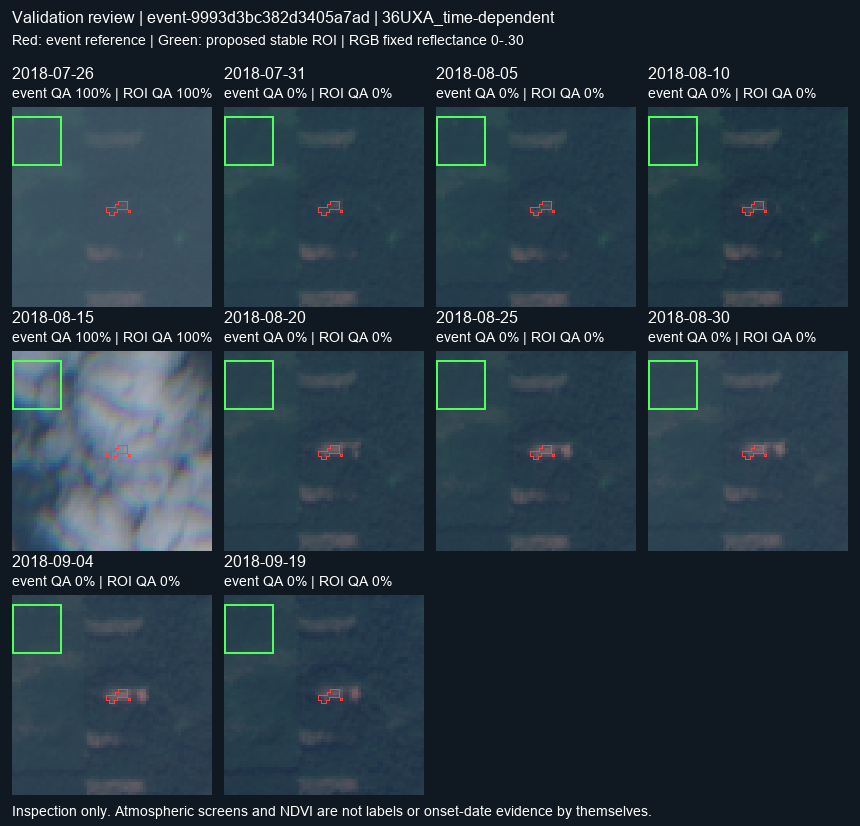 Validation review | event-9993d3bc382d3405a7ad | 36UXA_time-dependent
Red: event reference | Green: proposed stable ROI | RGB fixed reflectance 0-.30
2018-07-26
event QA 100% | ROI QA 100%
2018-07-31
event QA 0% | ROI QA 0%
2018-08-05
event QA 0% | ROI QA 0%
2018-08-10
event QA 0% | ROI QA 0%
2018-08-15
event QA 100% | ROI QA 100%
2018-08-20
event QA 0% | ROI QA 0%
2018-08-25
event QA 0% | ROI QA 0%
2018-08-30
event QA 0% | ROI QA 0%
2018-09-04
event QA 0% | ROI QA 0%
2018-09-19
event QA 0% | ROI QA 0%
Inspection only. Atmospheric screens and NDVI are not labels or onset-date evidence by themselves.